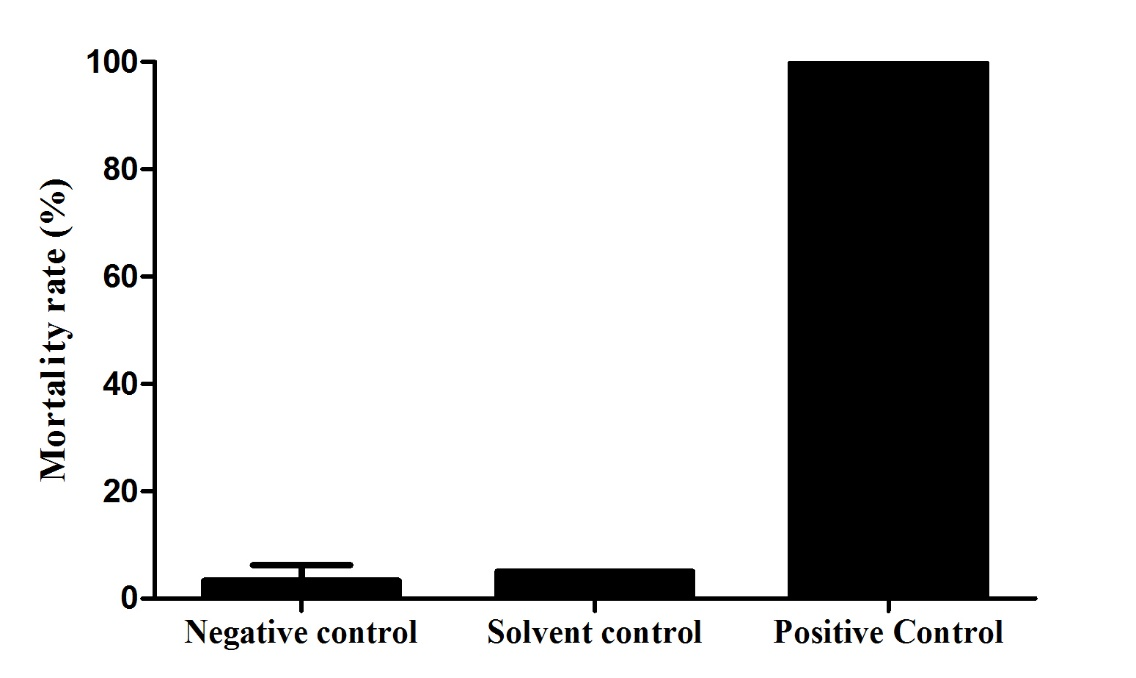 100
80
60
40
20
0
Mortality rate (%)
Negative control
Solvent control
Positive Control